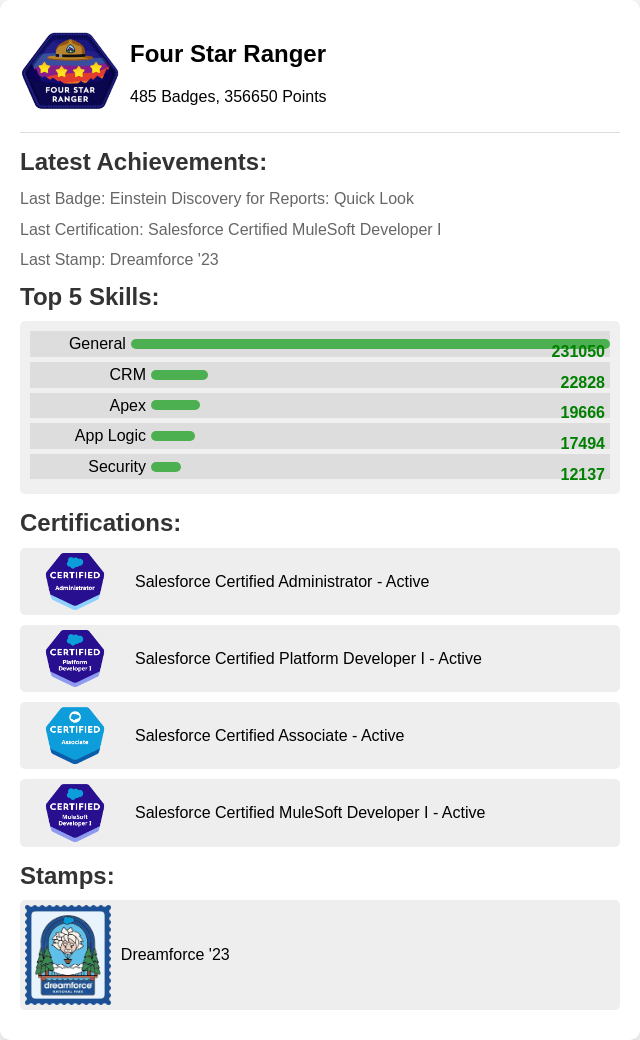 FOUR STAR
RANGER
Four Star Ranger
485 Badges, 356650 Points
Latest Achievements:
Last Badge: Einstein Discovery for Reports: Quick Look
Last Certification: Salesforce Certified MuleSoft Developer I
Last Stamp: Dreamforce '23
Top 5 Skills:
General 231050
CRM 22828
Apex 19666
App Logic 17494
Security 12137
Certifications:
CERTIFIED
Administrator
Salesforce Certified Administrator - Active
CERTIFIED
Platform
Developer I
Salesforce Certified Platform Developer I - Active
CERTIFIED
Associate
Salesforce Certified Associate - Active
CERTIFIED
MuleSoft
Developer I
Salesforce Certified MuleSoft Developer I - Active
Stamps:
dreamforce
NATIONAL PARK
Dreamforce '23